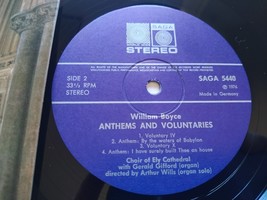 SAGA
STEREO
SIDE 2
33⅓ RPM
STEREO
SAGA 5440
℗ 1976
Made in Germany
William Boyce
ANTHEMS AND VOLUNTARIES
1. Voluntary IV
2. Anthem: By the waters of Babylon
3. Voluntary X
4. Anthem: I have surely built Thee an house
Choir of Ely Cathedral
with Gerald Gifford (organ)
directed by Arthur Wills (organ solo)